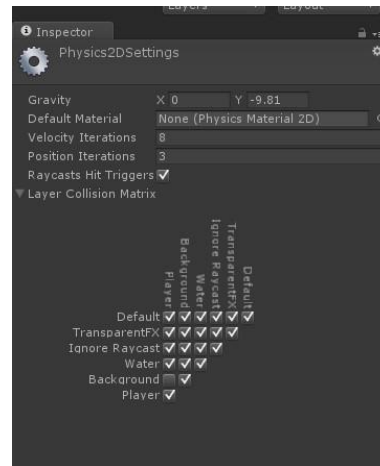 Layers Layout
Inspector
Physics2DSettings
Gravity X 0 Y -9.81
Default Material None (Physics Material 2D)
Velocity Iterations 8
Position Iterations 3
Raycasts Hit Triggers
Layer Collision Matrix
Player
Background
Water
Ignore Raycast
TransparentFX
Default
Default
TransparentFX
Ignore Raycast
Water
Background
Player